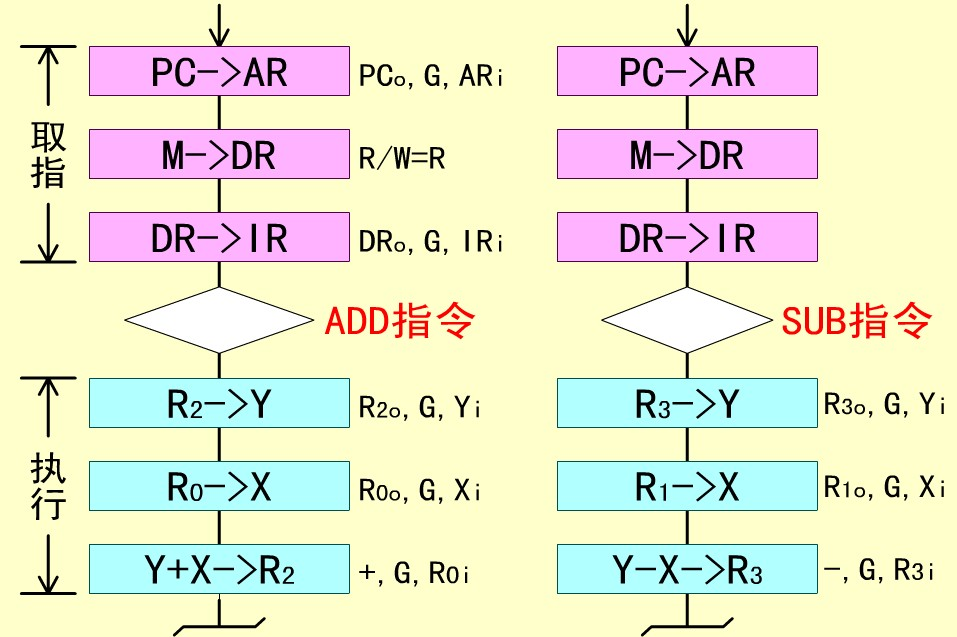 PC->AR PCo, G, ARi PC->AR
取指
M->DR R/W=R M->DR
DR->IR DRo, G, IRi DR->IR
ADD指令 SUB指令
R2->Y R2o, G, Yi R3->Y R3o, G, Yi
执行
R0->X R0o, G, Xi R1->X R1o, G, Xi
Y+X->R2 +, G, R0i Y-X->R3 -, G, R3i